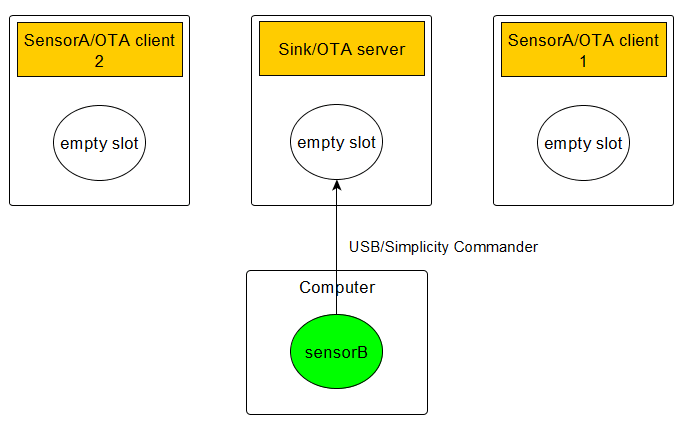 SensorA/OTA client
2
Sink/OTA server
SensorA/OTA client
1
empty slot
empty slot
empty slot
USB/Simplicity Commander
Computer
sensorB